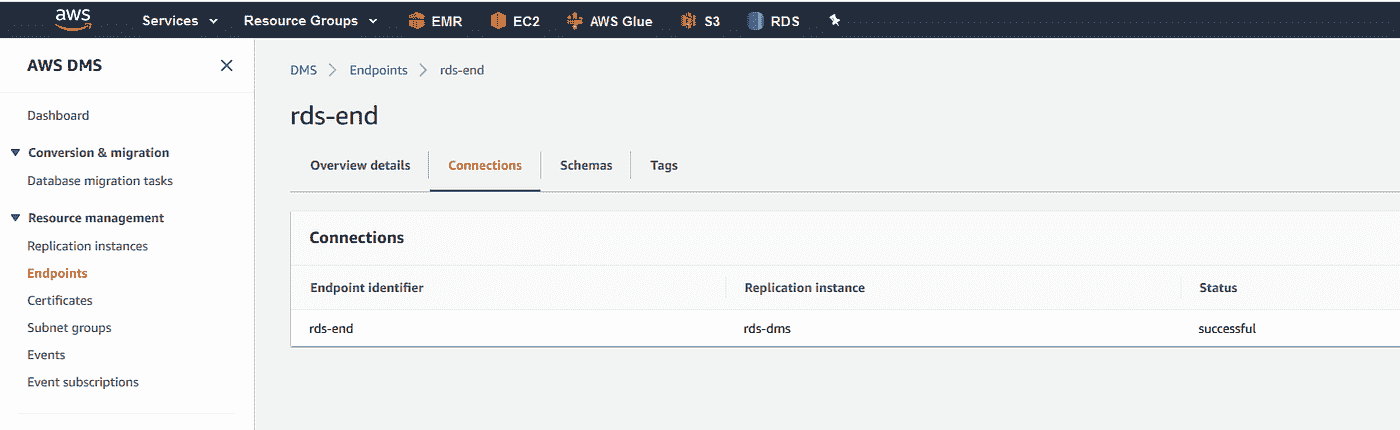 aws Services Resource Groups EMR EC2 AWS Glue S3 RDS
AWS DMS
Dashboard
Conversion & migration
Database migration tasks
Resource management
Replication instances
Endpoints
Certificates
Subnet groups
Events
Event subscriptions
DMS Endpoints rds-end
rds-end
Overview details Connections Schemas Tags
Connections
Endpoint identifier Replication instance Status
rds-end rds-dms successful